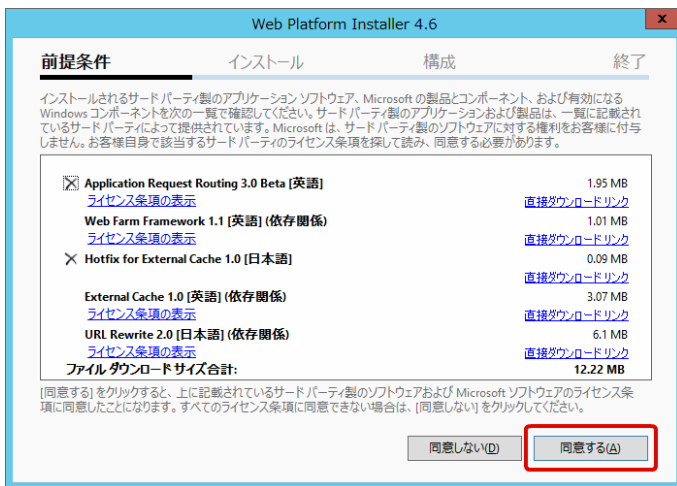 Web Platform Installer 4.6
x
前提条件 インストール 構成 終了
インストールされるサード パーティ製のアプリケーション ソフトウェア、Microsoft の製品とコンポーネント、および有効になる
Windows コンポーネントを次の一覧で確認してください。サード パーティ製のアプリケーションおよび製品は、一覧に記載され
ているサード パーティによって提供されています。Microsoft は、サード パーティ製のソフトウェアに対する権利をお客様に付与
しません。お客様自身で該当するサード パーティのライセンス条項を探して読み、同意する必要があります。
Application Request Routing 3.0 Beta [英語] 1.95 MB
ライセンス条項の表示 直接ダウンロード リンク
Web Farm Framework 1.1 [英語] (依存関係) 1.01 MB
ライセンス条項の表示 直接ダウンロード リンク
Hotfix for External Cache 1.0 [日本語] 0.09 MB
直接ダウンロード リンク
External Cache 1.0 [英語] (依存関係) 3.07 MB
ライセンス条項の表示 直接ダウンロード リンク
URL Rewrite 2.0 [日本語] (依存関係) 6.1 MB
ライセンス条項の表示 直接ダウンロード リンク
ファイル ダウンロード サイズ合計: 12.22 MB
[同意する] をクリックすると、上に記載されているサード パーティ製のソフトウェアおよび Microsoft ソフトウェアのライセンス条
項に同意したことになります。すべてのライセンス条項に同意できない場合は、[同意しない] をクリックしてください。
同意しない(D) 同意する(A)